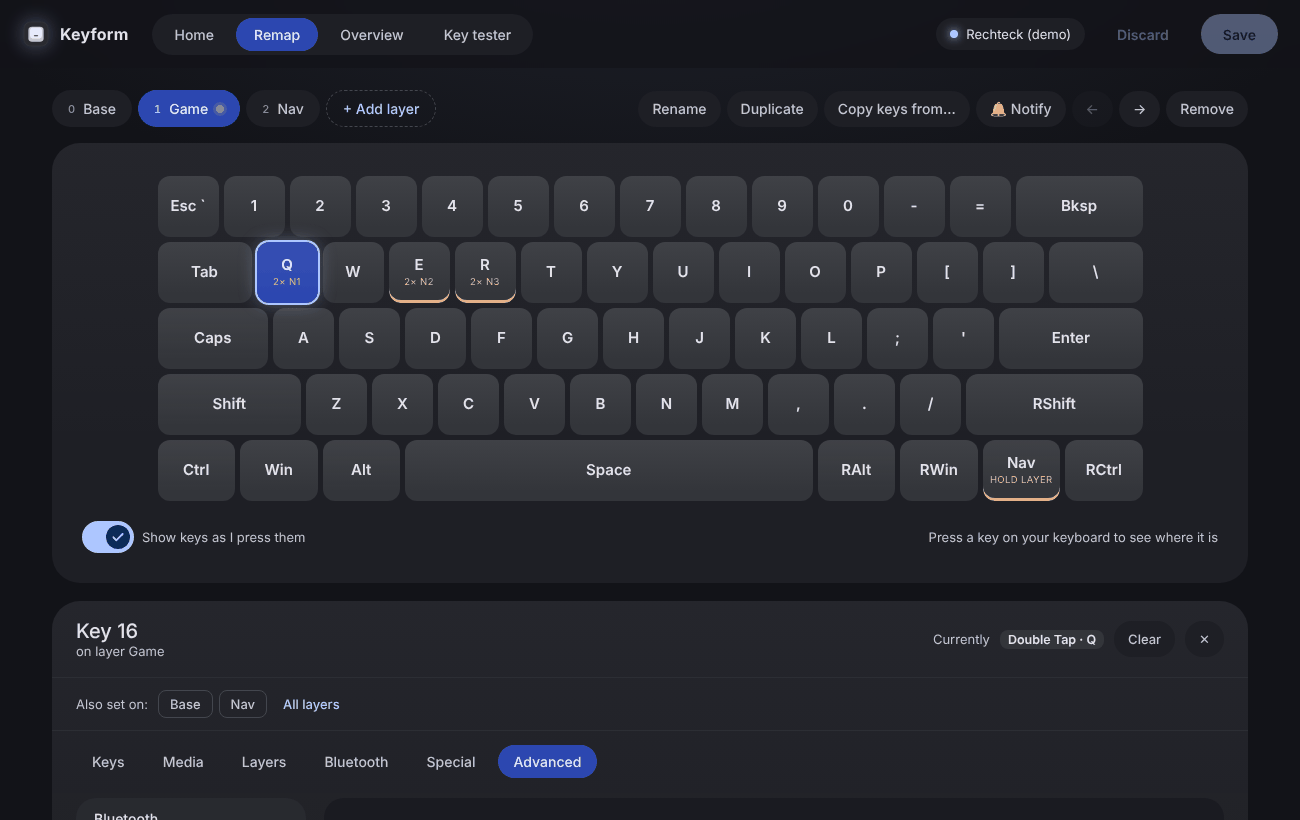 Keyform Home Remap Overview Key tester Rechteck (demo) Discard Save
0 Base 1 Game 2 Nav + Add layer Rename Duplicate Copy keys from... Notify ← → Remove
Esc ` 1 2 3 4 5 6 7 8 9 0 - = Bksp
Tab Q W E R T Y U I O P [ ] \
2× N1 2× N2 2× N3
Caps A S D F G H J K L ; ' Enter
Shift Z X C V B N M , . / RShift
Ctrl Win Alt Space RAlt RWin Nav RCtrl
HOLD LAYER
Show keys as I press them Press a key on your keyboard to see where it is
Key 16
on layer Game
Currently Double Tap · Q Clear ×
Also set on: Base Nav All layers
Keys Media Layers Bluetooth Special Advanced
Bluetooth